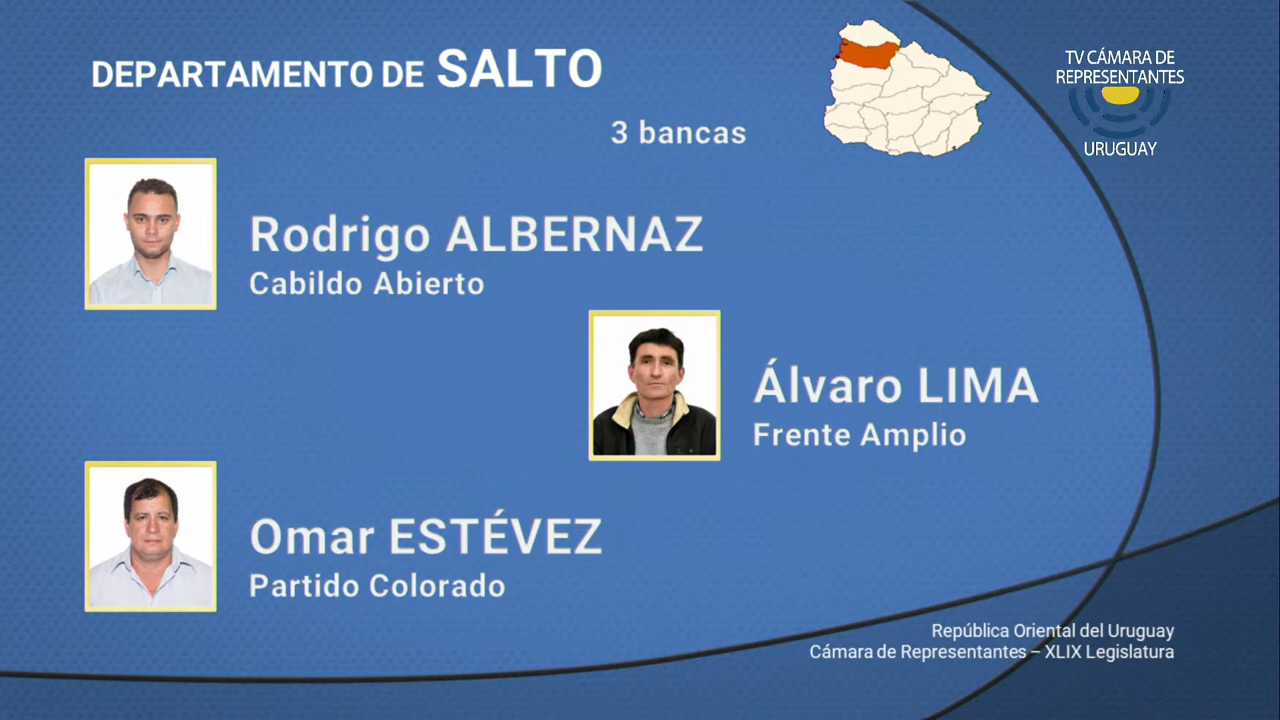 DEPARTAMENTO DE SALTO
TV CÁMARA DE
REPRESENTANTES
URUGUAY
3 bancas
Rodrigo ALBERNAZ
Cabildo Abierto
Álvaro LIMA
Frente Amplio
Omar ESTÉVEZ
Partido Colorado
República Oriental del Uruguay
Cámara de Representantes – XLIX Legislatura